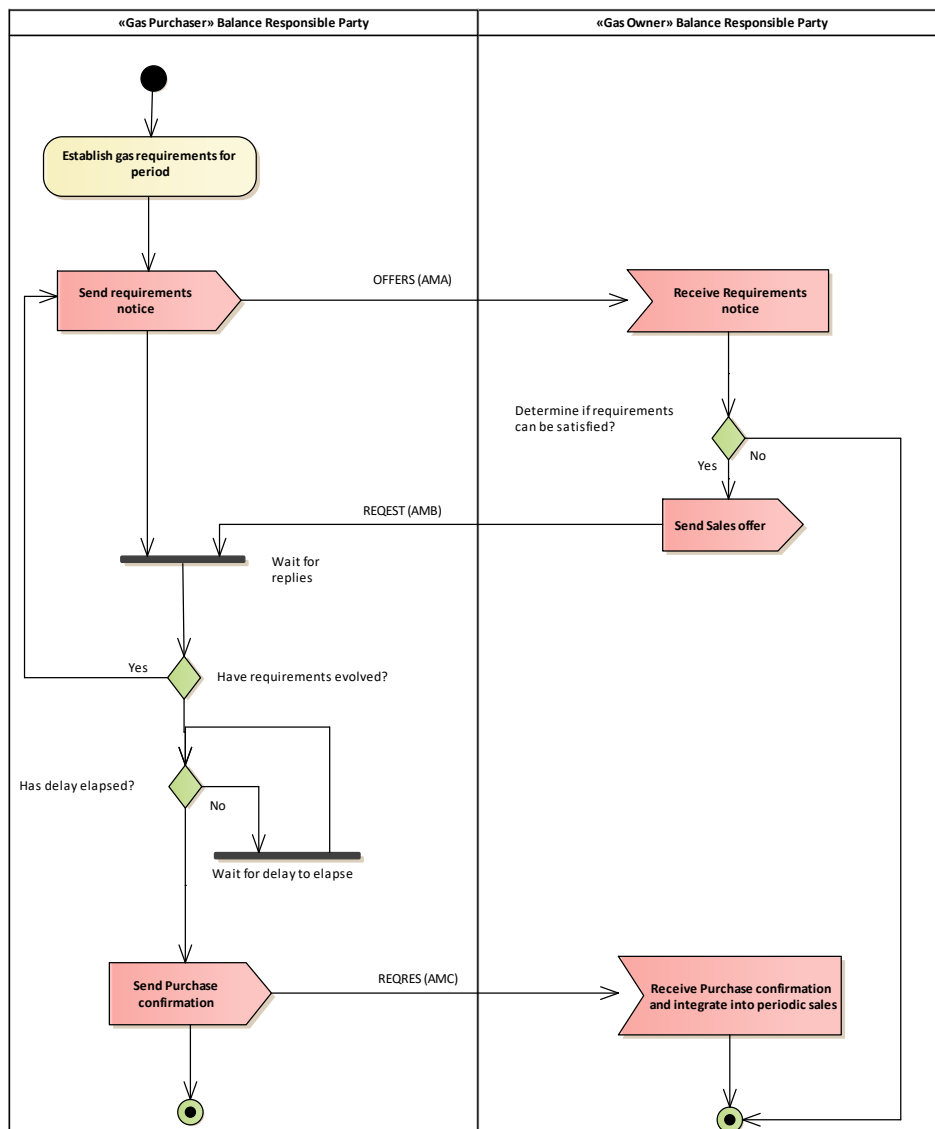 «Gas Purchaser» Balance Responsible Party
«Gas Owner» Balance Responsible Party
Establish gas requirements for
period
Send requirements
notice
OFFERS (AMA)
Receive Requirements
notice
Determine if requirements
can be satisfied?
No
Yes
REQEST (AMB)
Send Sales offer
Wait for
replies
Yes
Have requirements evolved?
Has delay elapsed?
No
Wait for delay to elapse
Send Purchase
confirmation
REQRES (AMC)
Receive Purchase confirmation
and integrate into periodic sales